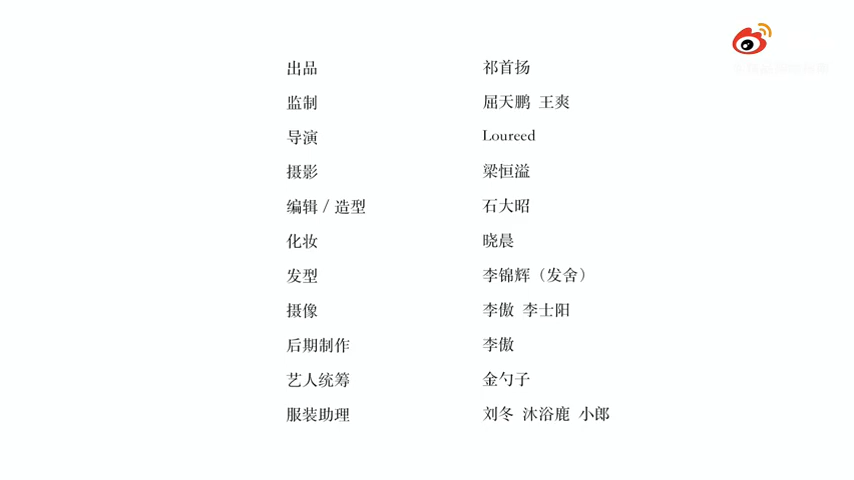 出品 祁首扬
监制 屈天鹏 王爽
导演 Loureed
摄影 梁恒溢
编辑 / 造型 石大昭
化妆 晓晨
发型 李锦辉（发舍）
摄像 李傲 李士阳
后期制作 李傲
艺人统筹 金勺子
服装助理 刘冬 沐浴鹿 小郎